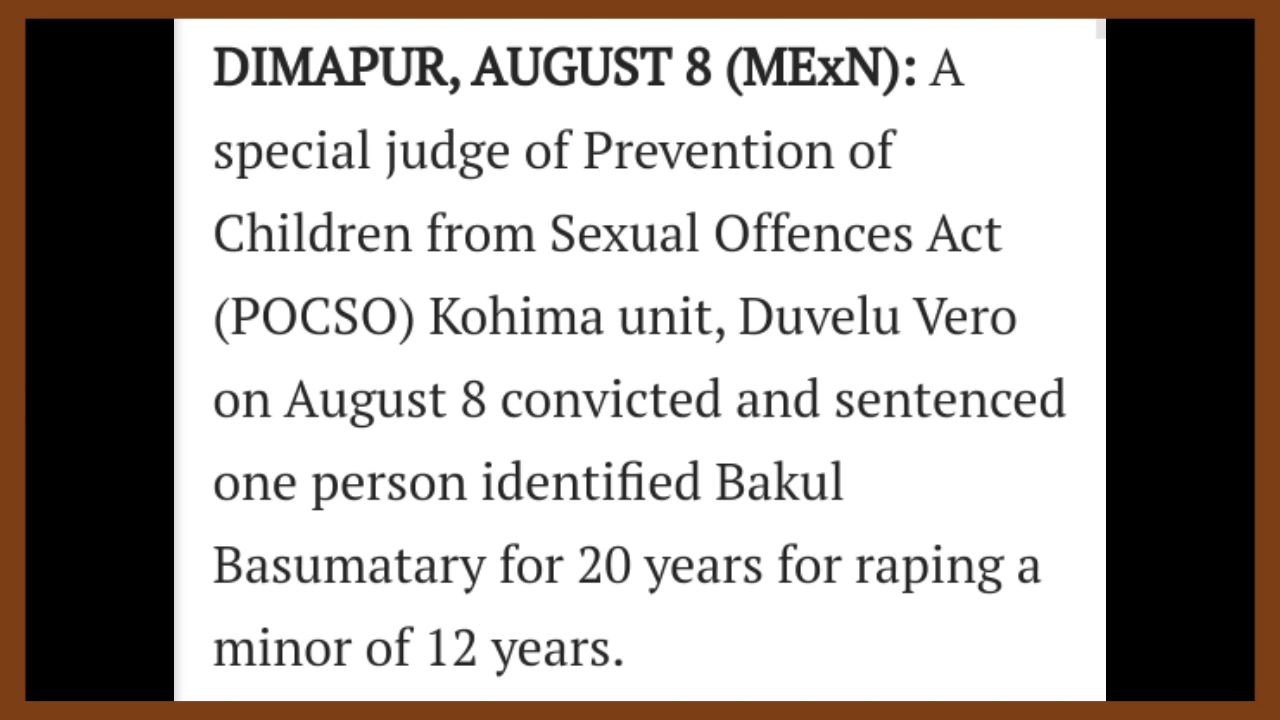 DIMAPUR, AUGUST 8 (MExN): A
special judge of Prevention of
Children from Sexual Offences Act
(POCSO) Kohima unit, Duvelu Vero
on August 8 convicted and sentenced
one person identified Bakul
Basumatary for 20 years for raping a
minor of 12 years.